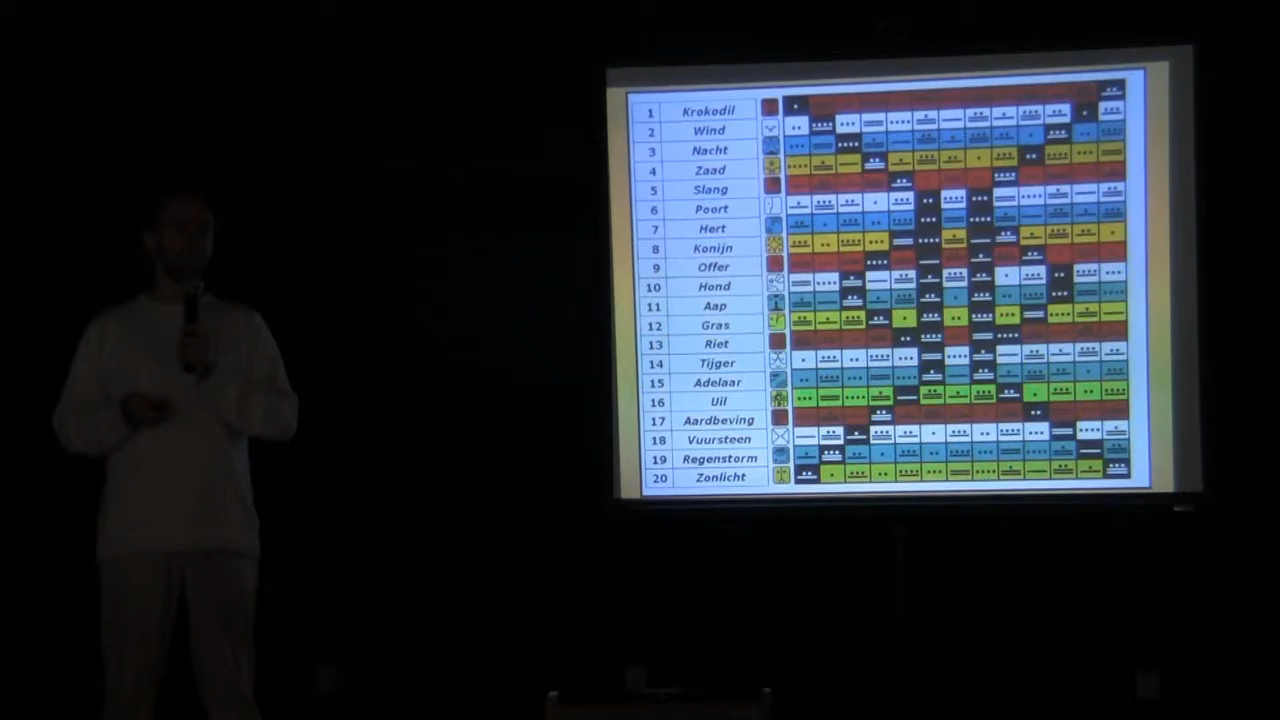 1 Krokodil
2 Wind
3 Nacht
4 Zaad
5 Slang
6 Poort
7 Hert
8 Konijn
9 Offer
10 Hond
11 Aap
12 Gras
13 Riet
14 Tijger
15 Adelaar
16 Uil
17 Aardbeving
18 Vuursteen
19 Regenstorm
20 Zonlicht